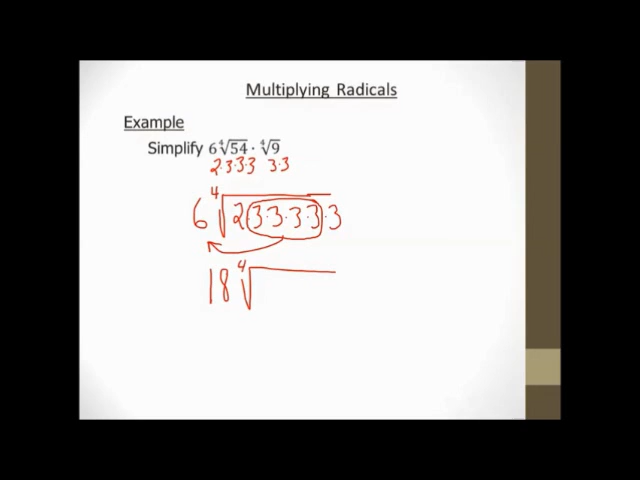 Multiplying Radicals
Example
Simplify 6∜54 · ∜9
2·3·3·3 3·3
6 ∜2·3·3·3·3·3
18 ∜